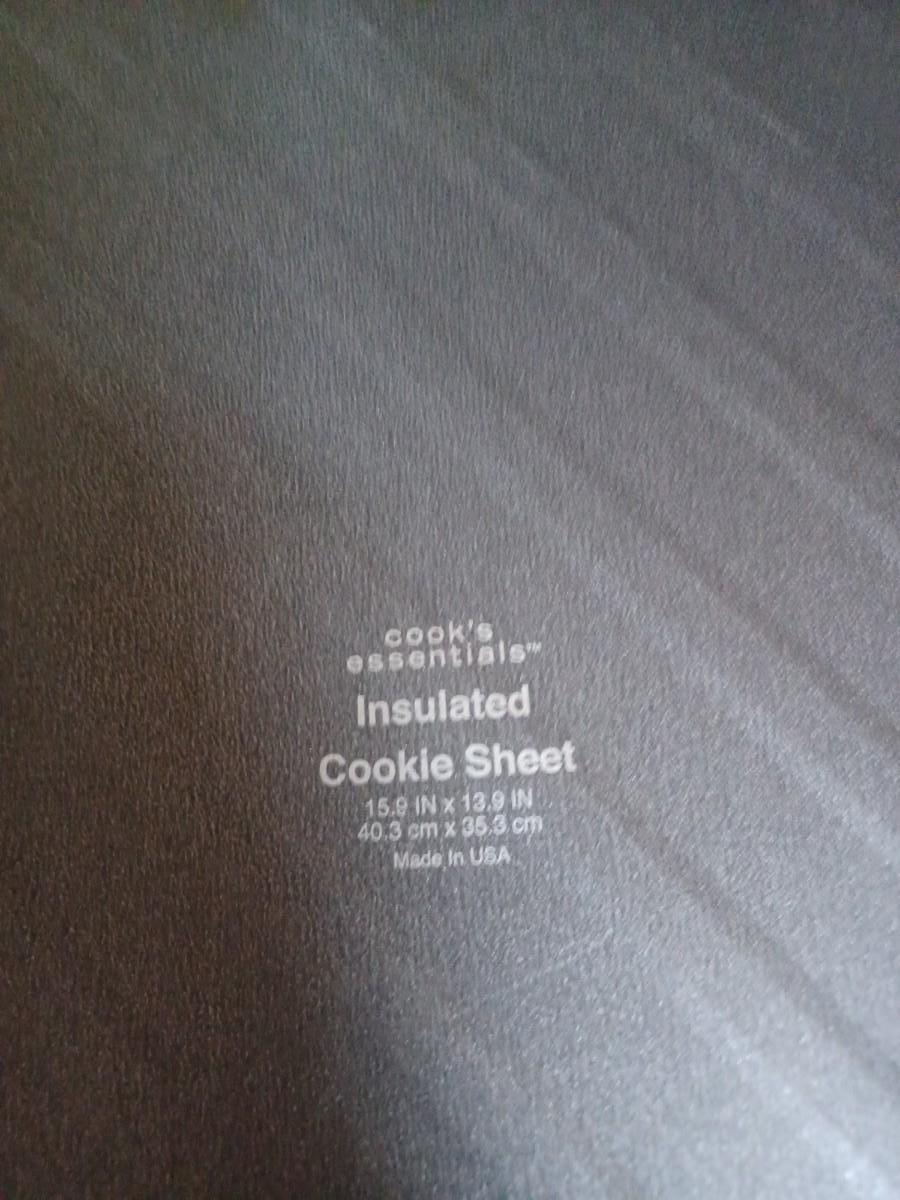 cook's
essentials™
Insulated
Cookie Sheet
15.9 IN x 13.9 IN
40.3 cm x 35.3 cm
Made In USA